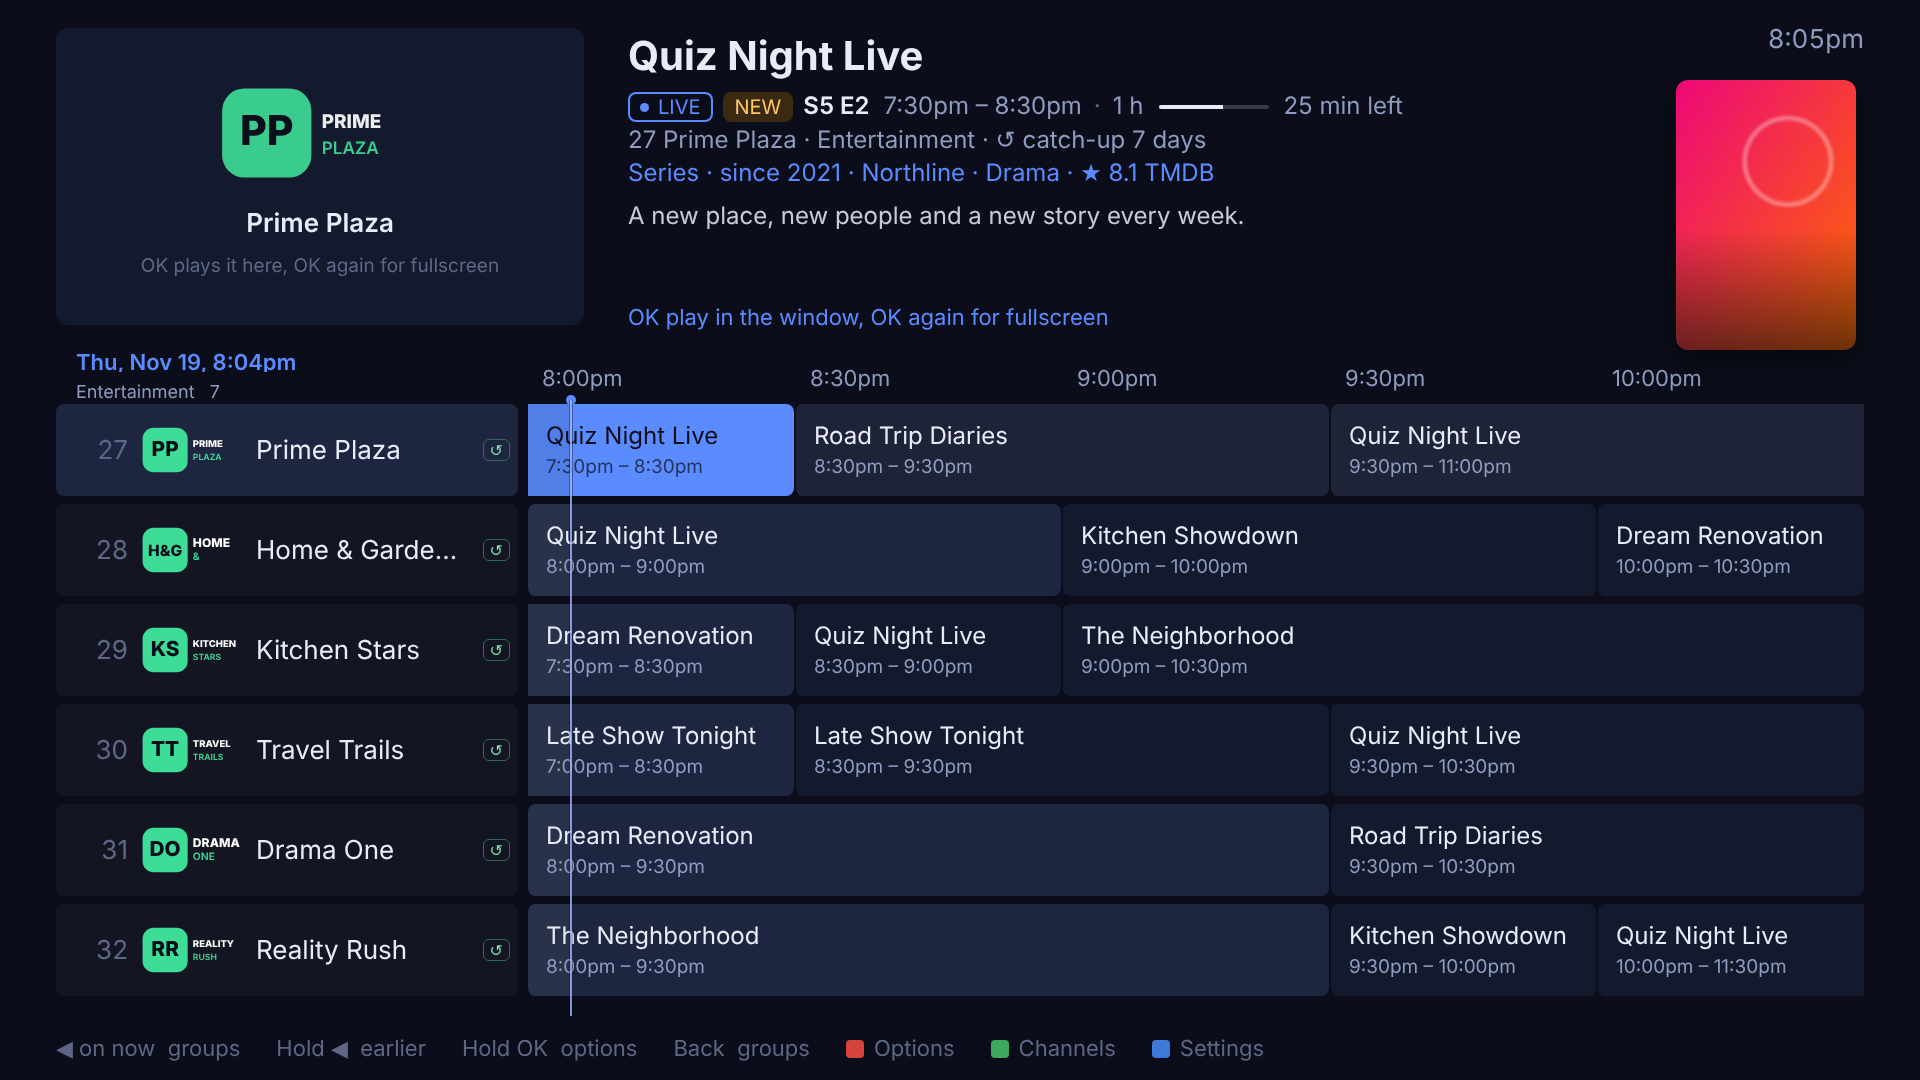 PP PRIME PLAZA
Prime Plaza
OK plays it here, OK again for fullscreen
Quiz Night Live
LIVE NEW S5 E2 7:30pm – 8:30pm · 1 h 25 min left
27 Prime Plaza · Entertainment · ↺ catch-up 7 days
Series · since 2021 · Northline · Drama · ★ 8.1 TMDB
A new place, new people and a new story every week.
OK play in the window, OK again for fullscreen
8:05pm
Thu, Nov 19, 8:04pm
Entertainment 7
8:00pm 8:30pm 9:00pm 9:30pm 10:00pm
27 PP PRIME PLAZA Prime Plaza ↺
Quiz Night Live Road Trip Diaries Quiz Night Live
7:30pm – 8:30pm 8:30pm – 9:30pm 9:30pm – 11:00pm
28 H&G HOME & Home & Garde... ↺
Quiz Night Live Kitchen Showdown Dream Renovation
8:00pm – 9:00pm 9:00pm – 10:00pm 10:00pm – 10:30pm
29 KS KITCHEN STARS Kitchen Stars ↺
Dream Renovation Quiz Night Live The Neighborhood
7:30pm – 8:30pm 8:30pm – 9:00pm 9:00pm – 10:30pm
30 TT TRAVEL TRAILS Travel Trails ↺
Late Show Tonight Late Show Tonight Quiz Night Live
7:00pm – 8:30pm 8:30pm – 9:30pm 9:30pm – 10:30pm
31 DO DRAMA ONE Drama One ↺
Dream Renovation Road Trip Diaries
8:00pm – 9:30pm 9:30pm – 10:30pm
32 RR REALITY RUSH Reality Rush ↺
The Neighborhood Kitchen Showdown Quiz Night Live
8:00pm – 9:30pm 9:30pm – 10:00pm 10:00pm – 11:30pm
◀ on now groups Hold ◀ earlier Hold OK options Back groups Options Channels Settings